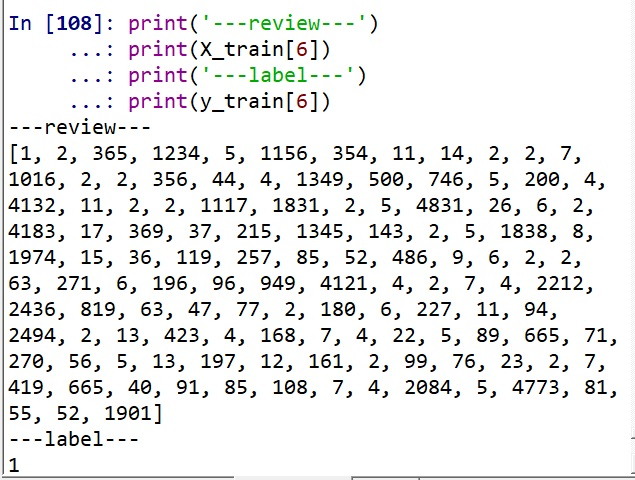 In [108]: print('---review---')
...: print(X_train[6])
...: print('---label---')
...: print(y_train[6])
---review---
[1, 2, 365, 1234, 5, 1156, 354, 11, 14, 2, 2, 7,
1016, 2, 2, 356, 44, 4, 1349, 500, 746, 5, 200, 4,
4132, 11, 2, 2, 1117, 1831, 2, 5, 4831, 26, 6, 2,
4183, 17, 369, 37, 215, 1345, 143, 2, 5, 1838, 8,
1974, 15, 36, 119, 257, 85, 52, 486, 9, 6, 2, 2,
63, 271, 6, 196, 96, 949, 4121, 4, 2, 7, 4, 2212,
2436, 819, 63, 47, 77, 2, 180, 6, 227, 11, 94,
2494, 2, 13, 423, 4, 168, 7, 4, 22, 5, 89, 665, 71,
270, 56, 5, 13, 197, 12, 161, 2, 99, 76, 23, 2, 7,
419, 665, 40, 91, 85, 108, 7, 4, 2084, 5, 4773, 81,
55, 52, 1901]
---label---
1